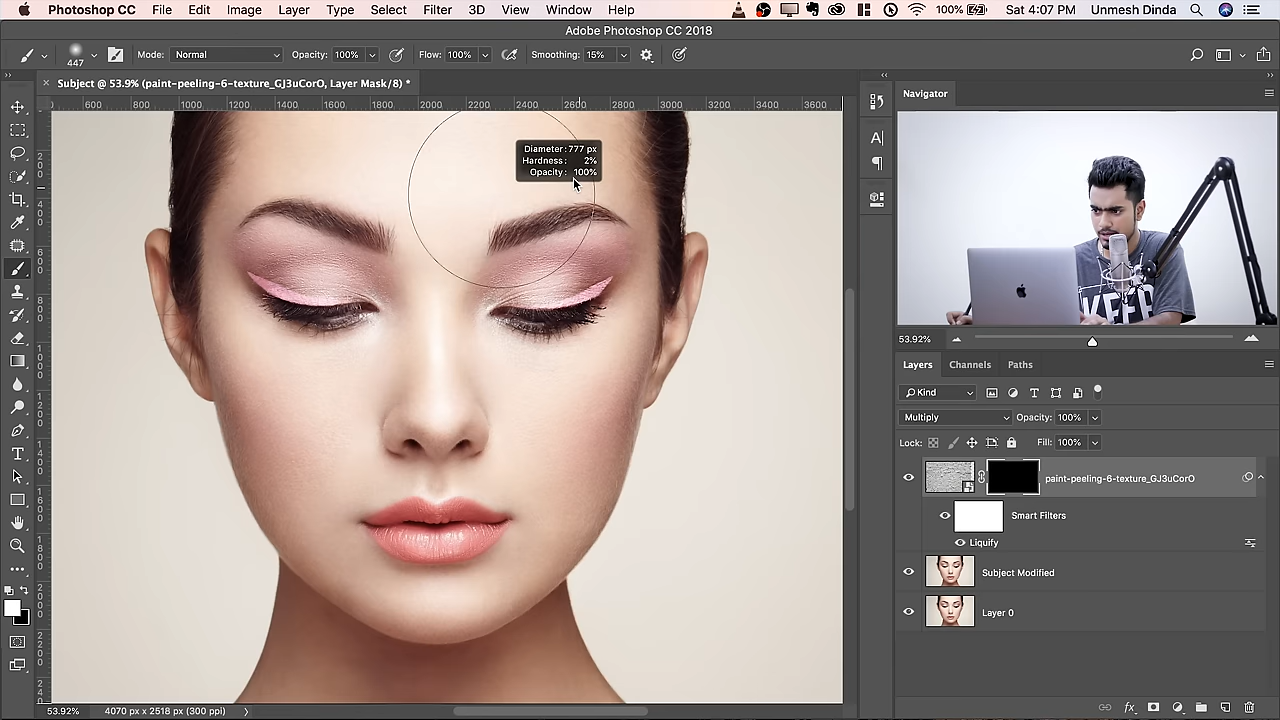 Photoshop CC File Edit Image Layer Type Select Filter 3D View Window Help 100% Sat 4:07 PM Unmesh Dinda
Adobe Photoshop CC 2018
447 Mode: Normal Opacity: 100% Flow: 100% Smoothing: 15%
Subject @ 53.9% (paint-peeling-6-texture_GJ3uCorO, Layer Mask/8) *
600 800 1000 1200 1400 1600 1800 2000 2200 2400 2600 2800 3000 3200 3400 3600
Diameter: 777 px
Hardness: 2%
Opacity: 100%
Navigator
KEEP
53.92%
Layers Channels Paths
Kind
Multiply Opacity: 100%
Lock: Fill: 100%
paint-peeling-6-texture_GJ3uCorO
Smart Filters
Liquify
Subject Modified
Layer 0
53.92% 4070 px x 2518 px (300 ppi)